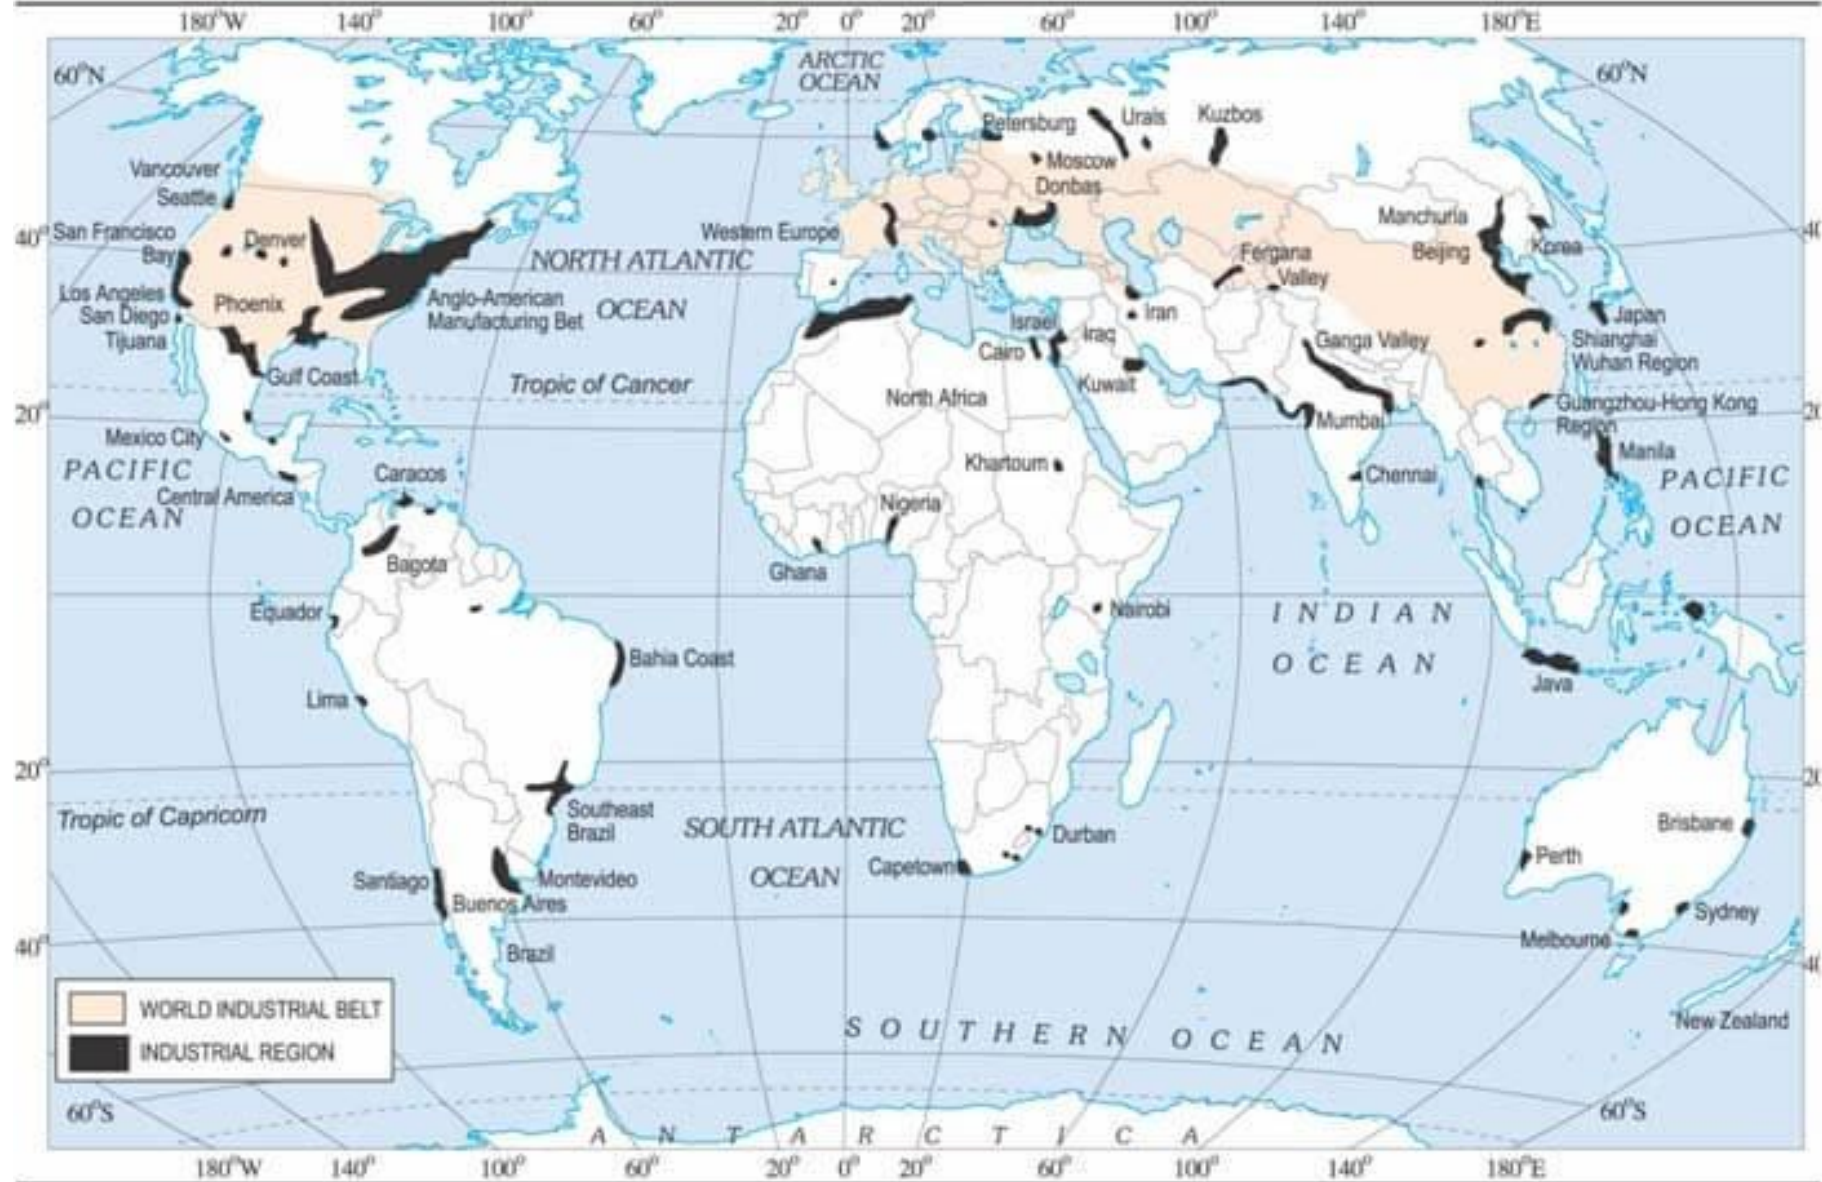 180°W 140° 100° 60° 20° 0° 20° 60° 100° 140° 180°E
60°N
ARCTIC
OCEAN
60°N
Petersburg
Urals
Kuzbos
Vancouver
Seattle
Moscow
Donbas
40°
San Francisco
Bay
Denver
Western Europe
NORTH ATLANTIC
OCEAN
Manchuria
Beijing
Korea
40
Fergana
Valley
Los Angeles
San Diego
Tijuana
Phoenix
Anglo-American
Manufacturing Bet
Israel
Iraq
Iran
Cairo
Kuwait
Ganga Valley
Japan
Shianghai
Wuhan Region
Gulf Coast
Tropic of Cancer
North Africa
Mumbai
Guangzhou-Hong Kong
Region
20°
20
Mexico City
PACIFIC
OCEAN
Central America
Caracos
Khartoum
Chennai
Manila
PACIFIC
OCEAN
Nigeria
Bagota
Ghana
Equador
Nairobi
INDIAN
OCEAN
Bahia Coast
Lima
Java
20°
20
Tropic of Capricorn
Southeast
Brazil
SOUTH ATLANTIC
OCEAN
Durban
Capetown
Brisbane
Perth
Santiago
Montevideo
Buenos Aires
Brazil
Sydney
Melbourne
40°
40
WORLD INDUSTRIAL BELT
INDUSTRIAL REGION
SOUTHERN OCEAN
New Zealand
60°S
60°S
ANTARCTICA
180°W 140° 100° 60° 20° 0° 20° 60° 100° 140° 180°E